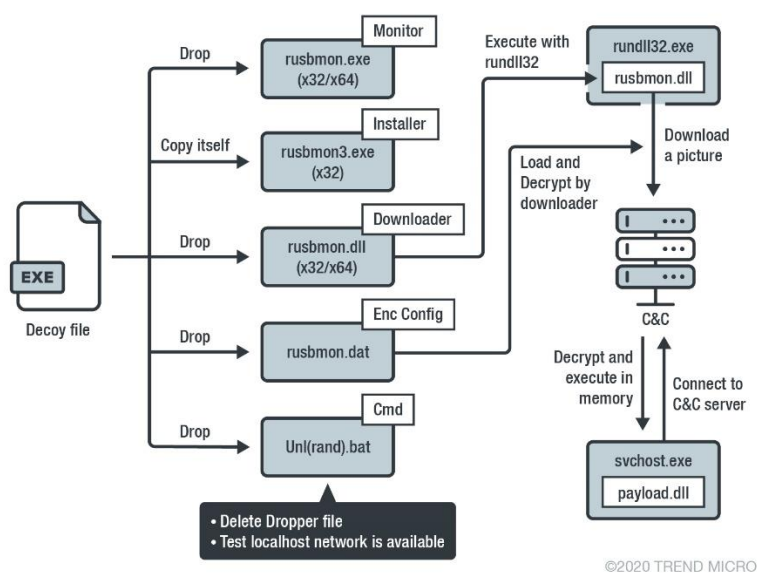 Monitor
Drop
rusbmon.exe
(x32/x64)
Installer
Copy itself
rusbmon3.exe
(x32)
Downloader
Drop
rusbmon.dll
(x32/x64)
EXE
Decoy file
Enc Config
Drop
rusbmon.dat
Cmd
Drop
Unl(rand).bat
• Delete Dropper file
• Test localhost network is available
Execute with
rundll32
rundll32.exe
rusbmon.dll
Load and
Decrypt by
downloader
Download
a picture
C&C
Decrypt and
execute in
memory
Connect to
C&C server
svchost.exe
payload.dll
©2020 TREND MICRO